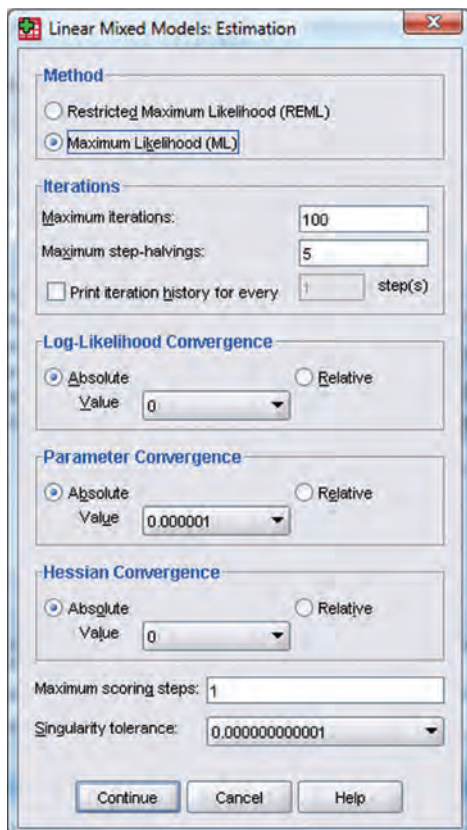 Linear Mixed Models: Estimation
Method
Restricted Maximum Likelihood (REML)
Maximum Likelihood (ML)
Iterations
Maximum iterations: 100
Maximum step-halvings: 5
Print iteration history for every 1 step(s)
Log-Likelihood Convergence
Absolute Relative
Value 0
Parameter Convergence
Absolute Relative
Value 0.000001
Hessian Convergence
Absolute Relative
Value 0
Maximum scoring steps: 1
Singularity tolerance: 0.000000000001
Continue Cancel Help